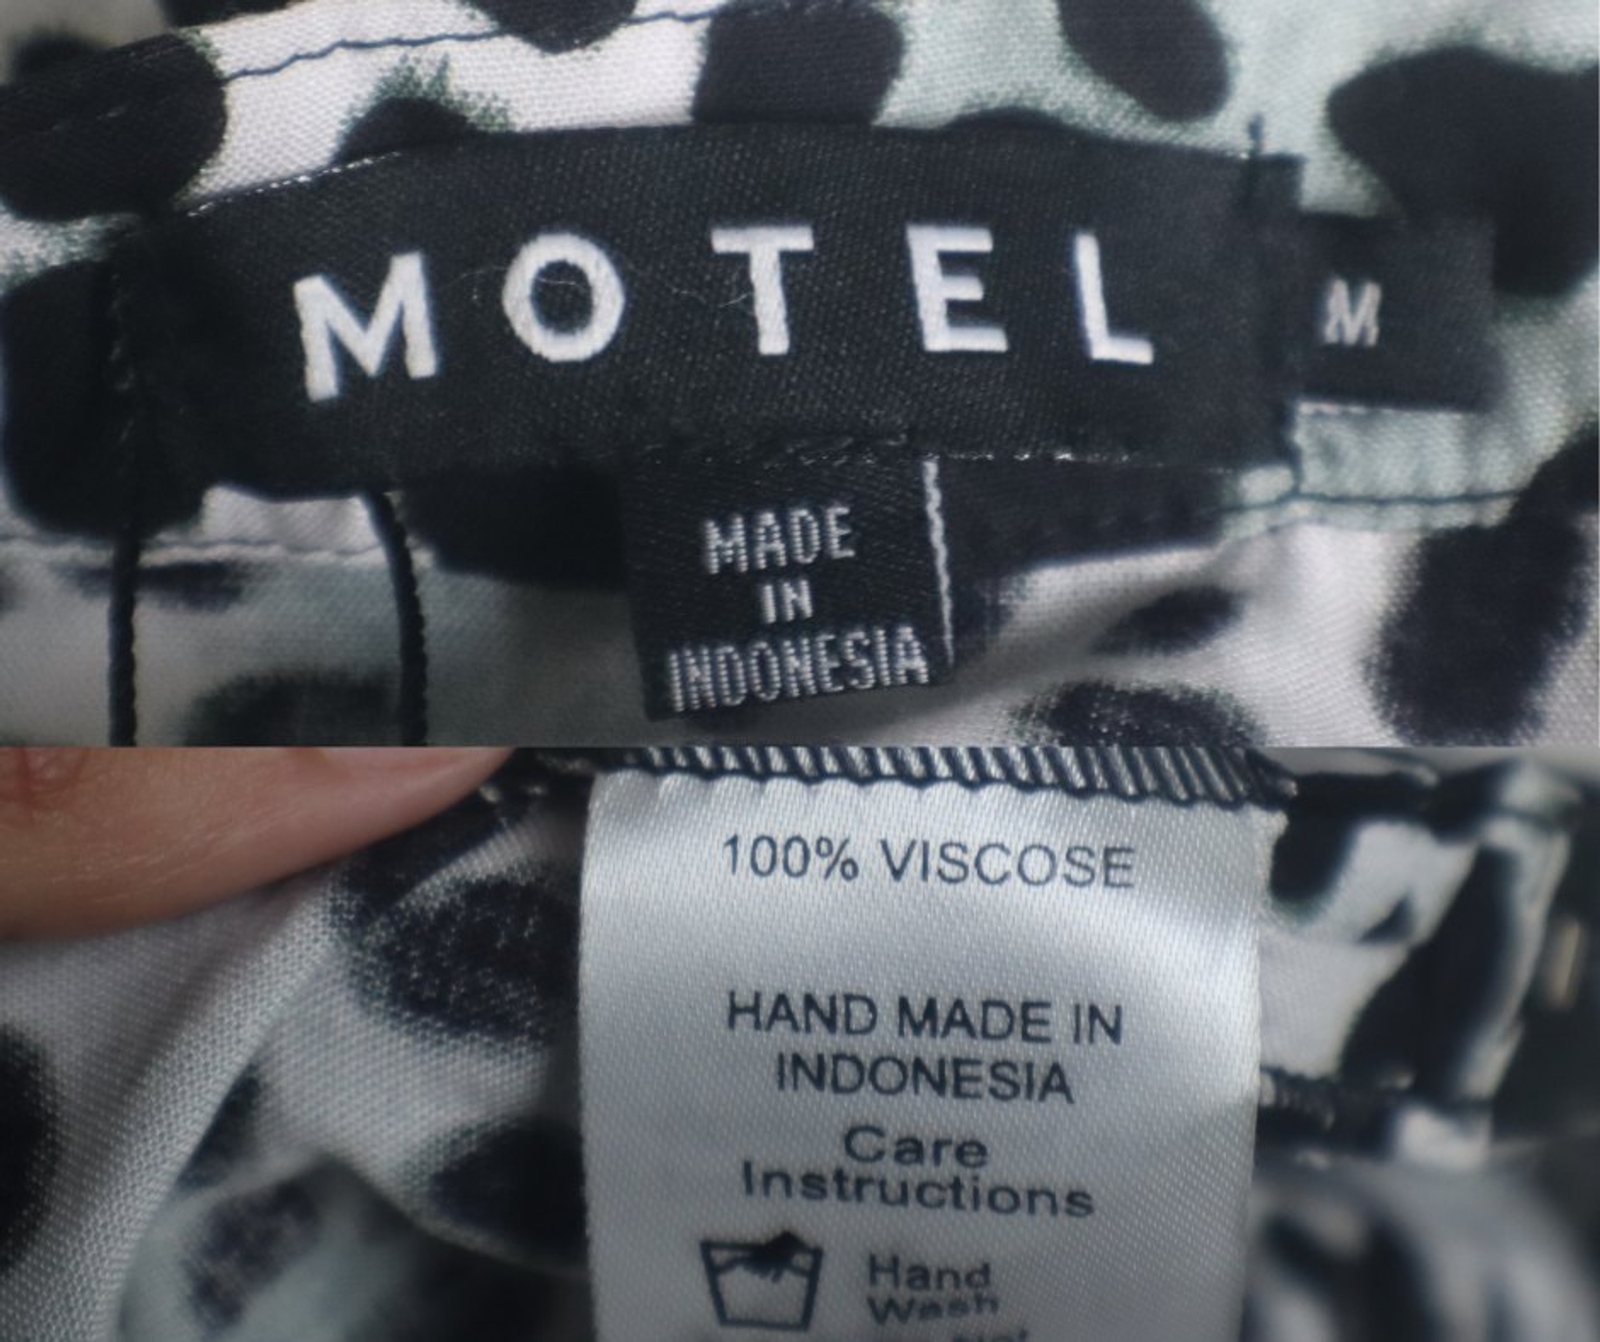 MOTEL
M
MADE
IN
INDONESIA
100% VISCOSE
HAND MADE IN
INDONESIA
Care
Instructions
Hand
Wash